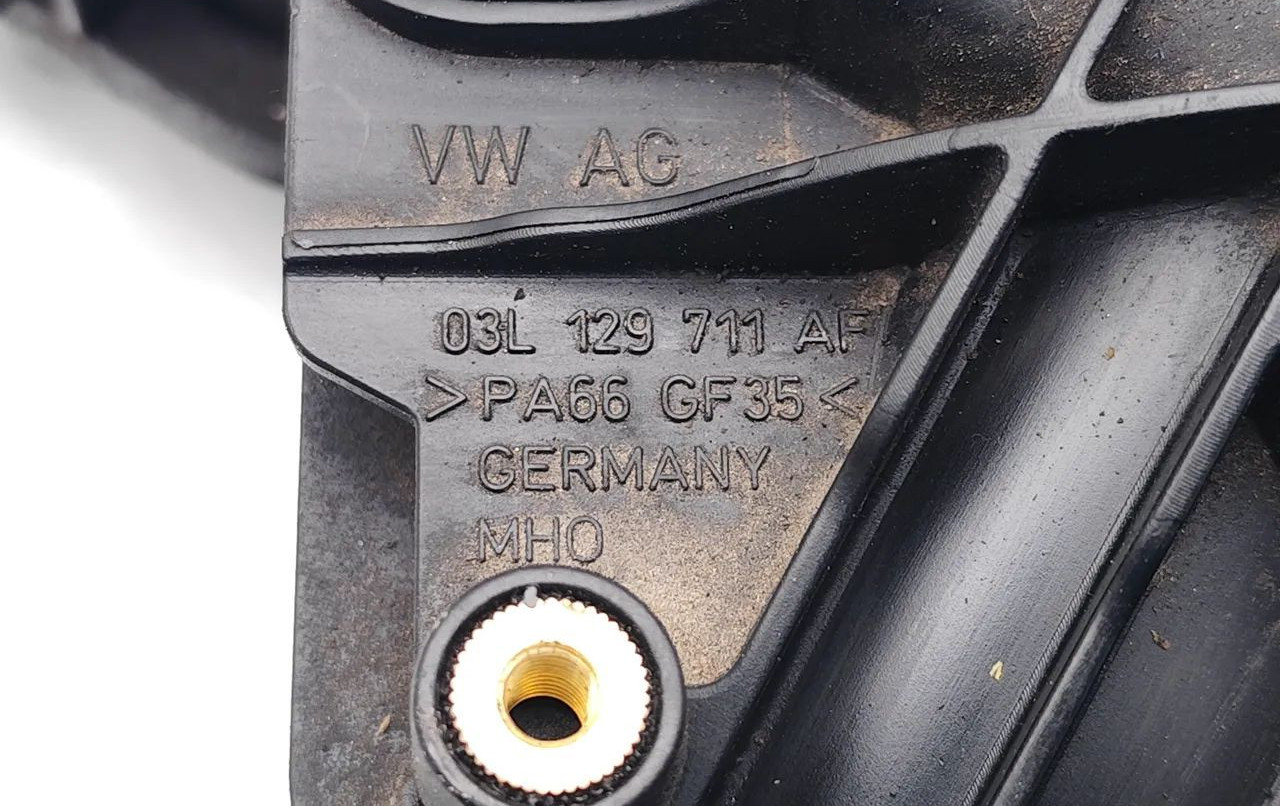 VW AG
03L 129 711 AF
>PA66 GF35<
GERMANY
MHO